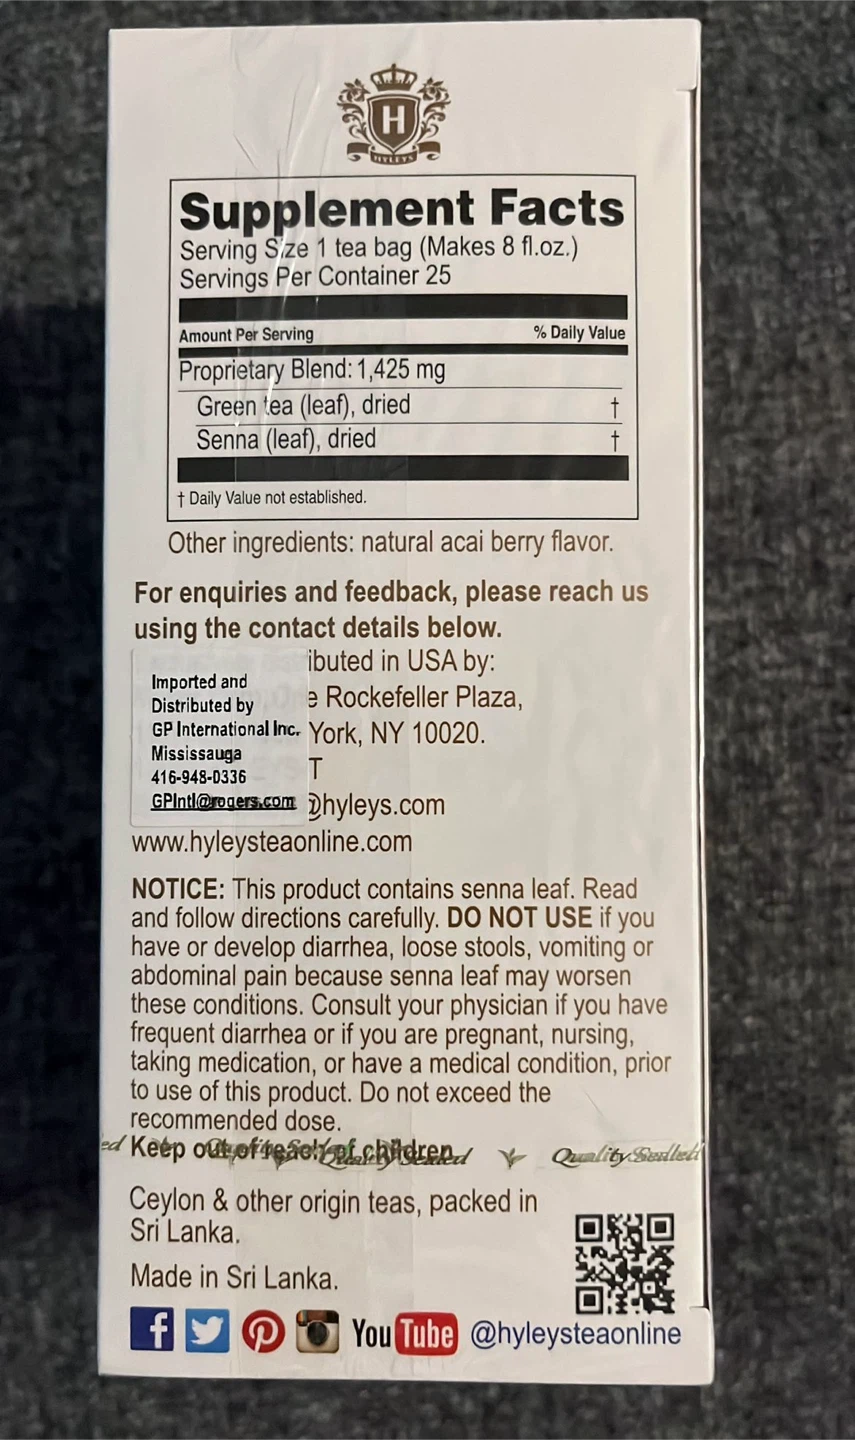 H
HYLEYS
Supplement Facts
Serving Size 1 tea bag (Makes 8 fl.oz.)
Servings Per Container 25
Amount Per Serving % Daily Value
Proprietary Blend: 1,425 mg
Green tea (leaf), dried †
Senna (leaf), dried †
† Daily Value not established.
Other ingredients: natural acai berry flavor.
For enquiries and feedback, please reach us
using the contact details below.
ibuted in USA by:
e Rockefeller Plaza,
York, NY 10020.
T
@hyleys.com
Imported and
Distributed by
GP International Inc.
Mississauga
416-948-0336
GPIntl@rogers.com
www.hyleysteaonline.com
NOTICE: This product contains senna leaf. Read
and follow directions carefully. DO NOT USE if you
have or develop diarrhea, loose stools, vomiting or
abdominal pain because senna leaf may worsen
these conditions. Consult your physician if you have
frequent diarrhea or if you are pregnant, nursing,
taking medication, or have a medical condition, prior
to use of this product. Do not exceed the
recommended dose.
Keep out of reach of children.
Quality Sealled
Ceylon & other origin teas, packed in
Sri Lanka.
Made in Sri Lanka.
f You Tube @hyleysteaonline